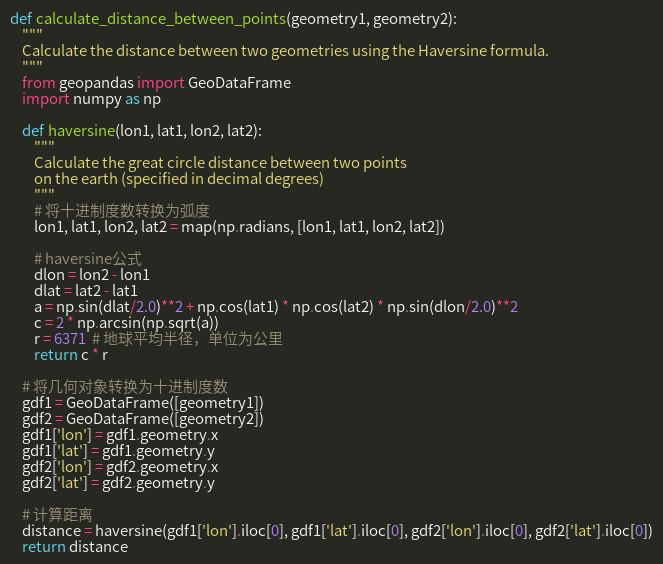 def calculate_distance_between_points(geometry1, geometry2):
    """
    Calculate the distance between two geometries using the Haversine formula.
    """
    from geopandas import GeoDataFrame
    import numpy as np

    def haversine(lon1, lat1, lon2, lat2):
        """
        Calculate the great circle distance between two points
        on the earth (specified in decimal degrees)
        """
        # 将十进制度数转换为弧度
        lon1, lat1, lon2, lat2 = map(np.radians, [lon1, lat1, lon2, lat2])

        # haversine公式
        dlon = lon2 - lon1
        dlat = lat2 - lat1
        a = np.sin(dlat/2.0)**2 + np.cos(lat1) * np.cos(lat2) * np.sin(dlon/2.0)**2
        c = 2 * np.arcsin(np.sqrt(a))
        r = 6371 # 地球平均半径，单位为公里
        return c * r

    # 将几何对象转换为十进制度数
    gdf1 = GeoDataFrame([geometry1])
    gdf2 = GeoDataFrame([geometry2])
    gdf1['lon'] = gdf1.geometry.x
    gdf1['lat'] = gdf1.geometry.y
    gdf2['lon'] = gdf2.geometry.x
    gdf2['lat'] = gdf2.geometry.y

    # 计算距离
    distance = haversine(gdf1['lon'].iloc[0], gdf1['lat'].iloc[0], gdf2['lon'].iloc[0], gdf2['lat'].iloc[0])
    return distance